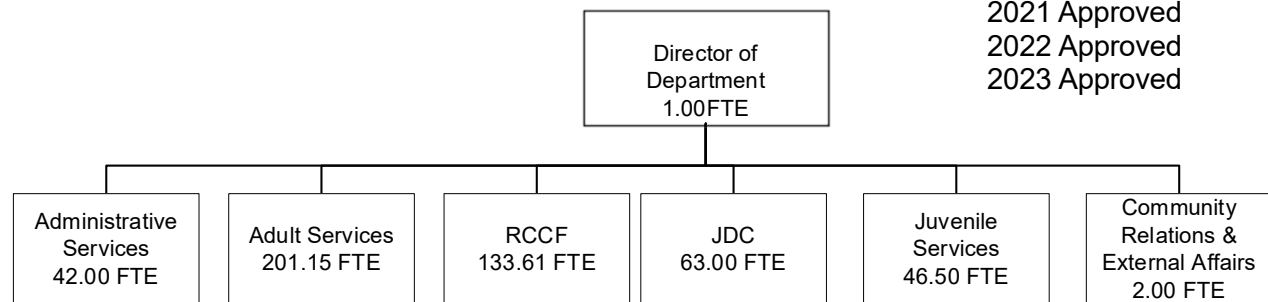 2021 Approved
2022 Approved
2023 Approved
Director of
Department
1.00FTE
Administrative
Services
42.00 FTE
Adult Services
201.15 FTE
RCCF
133.61 FTE
JDC
63.00 FTE
Juvenile
Services
46.50 FTE
Community
Relations &
External Affairs
2.00 FTE